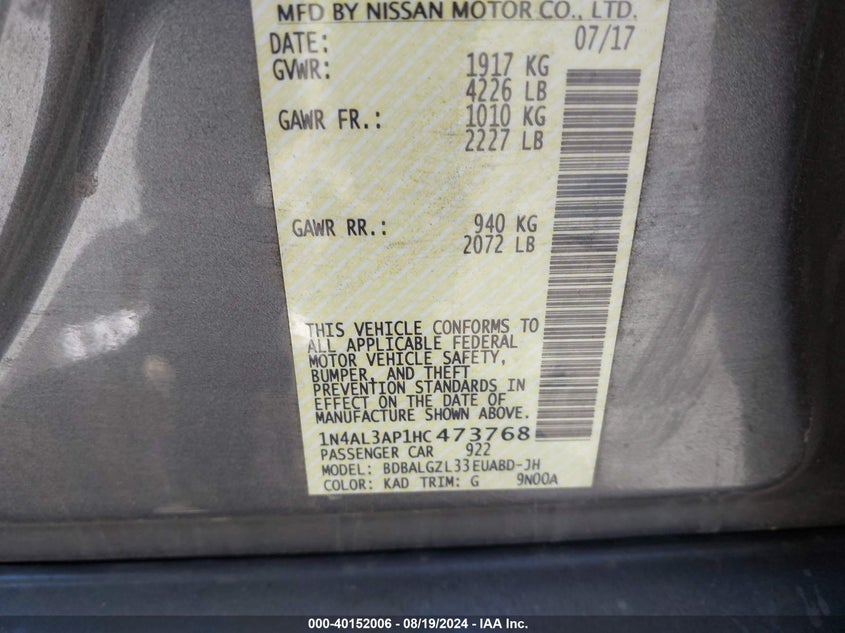 MFD BY NISSAN MOTOR CO., LTD.
DATE: 07/17
GVWR: 1917 KG
4226 LB
GAWR FR.: 1010 KG
2227 LB
GAWR RR.: 940 KG
2072 LB
THIS VEHICLE CONFORMS TO
ALL APPLICABLE FEDERAL
MOTOR VEHICLE SAFETY,
BUMPER, AND THEFT
PREVENTION STANDARDS IN
EFFECT ON THE DATE OF
MANUFACTURE SHOWN ABOVE.
1N4AL3AP1HC473768
PASSENGER CAR 922
MODEL: BDBALGZL33EUABD-JH
COLOR: KAD TRIM: G 9N00A
000-40152006 - 08/19/2024 - IAA Inc.